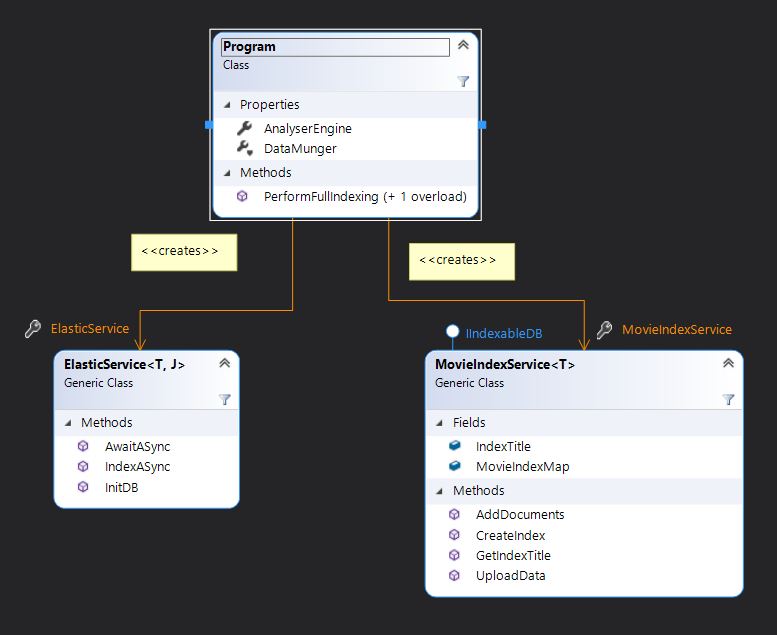 Program
Class
Properties
AnalyserEngine
DataMunger
Methods
PerformFullIndexing (+ 1 overload)
<<creates>>
<<creates>>
ElasticService
IIndexableDB
MovieIndexService
ElasticService<T, J>
Generic Class
Methods
AwaitASync
IndexASync
InitDB
MovieIndexService<T>
Generic Class
Fields
IndexTitle
MovieIndexMap
Methods
AddDocuments
CreateIndex
GetIndexTitle
UploadData